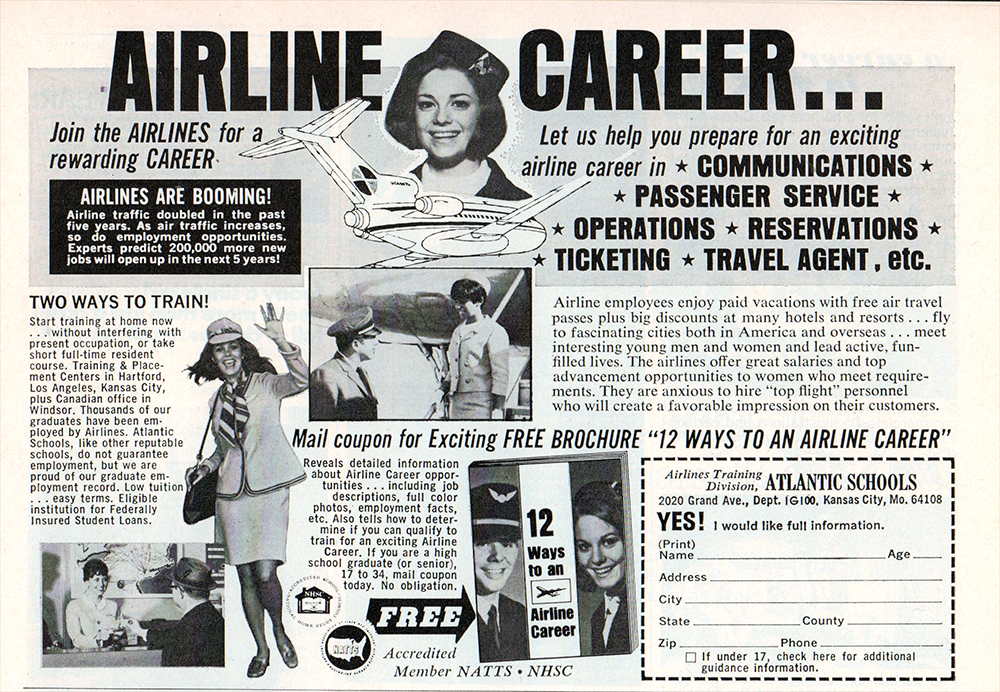 AIRLINE CAREER...
Join the AIRLINES for a
rewarding CAREER
AIRLINES ARE BOOMING!
Airline traffic doubled in the past
five years. As air traffic increases,
so do employment opportunities.
Experts predict 200,000 more new
jobs will open up in the next 5 years!
Let us help you prepare for an exciting
airline career in ★ COMMUNICATIONS ★
★ PASSENGER SERVICE ★
★ OPERATIONS ★ RESERVATIONS ★
★ TICKETING ★ TRAVEL AGENT, etc.
TWO WAYS TO TRAIN!
Start training at home now
. . . without interfering with
present occupation, or take
short full-time resident
course. Training & Place-
ment Centers in Hartford,
Los Angeles, Kansas City,
plus Canadian office in
Windsor. Thousands of our
graduates have been em-
ployed by Airlines. Atlantic
Schools, like other reputable
schools, do not guarantee
employment, but we are
proud of our graduate em-
ployment record. Low tuition
. . . easy terms. Eligible
institution for Federally
Insured Student Loans.
Airline employees enjoy paid vacations with free air travel
passes plus big discounts at many hotels and resorts . . . fly
to fascinating cities both in America and overseas . . . meet
interesting young men and women and lead active, fun-
filled lives. The airlines offer great salaries and top
advancement opportunities to women who meet require-
ments. They are anxious to hire “top flight” personnel
who will create a favorable impression on their customers.
Mail coupon for Exciting FREE BROCHURE “12 WAYS TO AN AIRLINE CAREER”
Reveals detailed information
about Airline Career oppor-
tunities . . . including job
descriptions, full color
photos, employment facts,
etc. Also tells how to deter-
mine if you can qualify to
train for an exciting Airline
Career. If you are a high
school graduate (or senior),
17 to 34, mail coupon
today. No obligation.
NHSC
NATTS
FREE
Accredited
Member NATTS • NHSC
12
Ways
to an
Airline
Career
Airlines Training
Division, ATLANTIC SCHOOLS
2020 Grand Ave., Dept. IG100, Kansas City, Mo. 64108
YES! I would like full information.
(Print)
Name Age
Address
City
State County
Zip Phone
□ If under 17, check here for additional
guidance information.